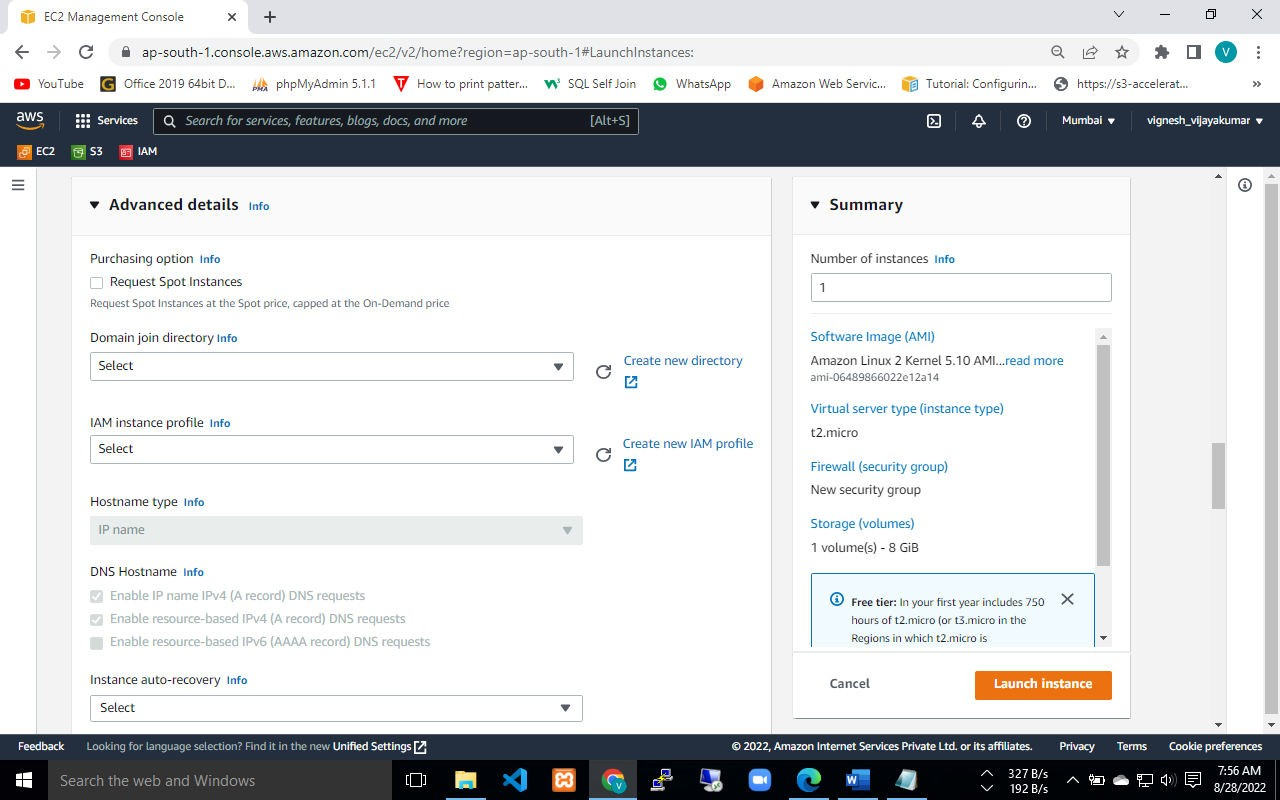 EC2 Management Console
ap-south-1.console.aws.amazon.com/ec2/v2/home?region=ap-south-1#LaunchInstances:
V
YouTube
G
Office 2019 64bit D...
PMA
phpMyAdmin 5.1.1
How to print patter...
SQL Self Join
WhatsApp
Amazon Web Servic...
Tutorial: Configurin...
https://s3-accelerat...
»
aws
Services
Search for services, features, blogs, docs, and more
[Alt+S]
Mumbai
vignesh_vijayakumar
EC2
S3
IAM
Advanced details Info
Purchasing option Info
Request Spot Instances
Request Spot Instances at the Spot price, capped at the On-Demand price
Domain join directory Info
Select
Create new directory
IAM instance profile Info
Select
Create new IAM profile
Hostname type Info
IP name
DNS Hostname Info
Enable IP name IPv4 (A record) DNS requests
Enable resource-based IPv4 (A record) DNS requests
Enable resource-based IPv6 (AAAA record) DNS requests
Instance auto-recovery Info
Select
Summary
Number of instances Info
1
Software Image (AMI)
Amazon Linux 2 Kernel 5.10 AMI...read more
ami-06489866022e12a14
Virtual server type (instance type)
t2.micro
Firewall (security group)
New security group
Storage (volumes)
1 volume(s) - 8 GiB
Free tier: In your first year includes 750
hours of t2.micro (or t3.micro in the
Regions in which t2.micro is
Cancel
Launch instance
Feedback
Looking for language selection? Find it in the new Unified Settings
© 2022, Amazon Internet Services Private Ltd. or its affiliates.
Privacy
Terms
Cookie preferences
Search the web and Windows
327 B/s
192 B/s
7:56 AM
8/28/2022